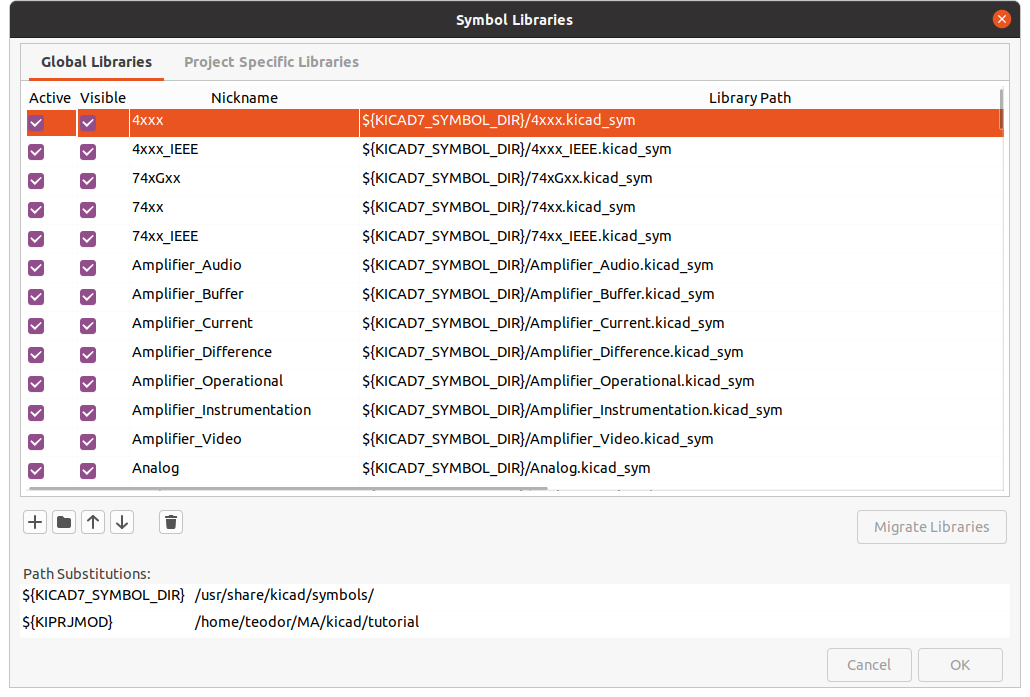 Symbol Libraries
Global Libraries Project Specific Libraries
Active Visible Nickname Library Path
4xxx ${KICAD7_SYMBOL_DIR}/4xxx.kicad_sym
4xxx_IEEE ${KICAD7_SYMBOL_DIR}/4xxx_IEEE.kicad_sym
74xGxx ${KICAD7_SYMBOL_DIR}/74xGxx.kicad_sym
74xx ${KICAD7_SYMBOL_DIR}/74xx.kicad_sym
74xx_IEEE ${KICAD7_SYMBOL_DIR}/74xx_IEEE.kicad_sym
Amplifier_Audio ${KICAD7_SYMBOL_DIR}/Amplifier_Audio.kicad_sym
Amplifier_Buffer ${KICAD7_SYMBOL_DIR}/Amplifier_Buffer.kicad_sym
Amplifier_Current ${KICAD7_SYMBOL_DIR}/Amplifier_Current.kicad_sym
Amplifier_Difference ${KICAD7_SYMBOL_DIR}/Amplifier_Difference.kicad_sym
Amplifier_Operational ${KICAD7_SYMBOL_DIR}/Amplifier_Operational.kicad_sym
Amplifier_Instrumentation ${KICAD7_SYMBOL_DIR}/Amplifier_Instrumentation.kicad_sym
Amplifier_Video ${KICAD7_SYMBOL_DIR}/Amplifier_Video.kicad_sym
Analog ${KICAD7_SYMBOL_DIR}/Analog.kicad_sym
Migrate Libraries
Path Substitutions:
${KICAD7_SYMBOL_DIR} /usr/share/kicad/symbols/
${KIPRJMOD} /home/teodor/MA/kicad/tutorial
Cancel OK